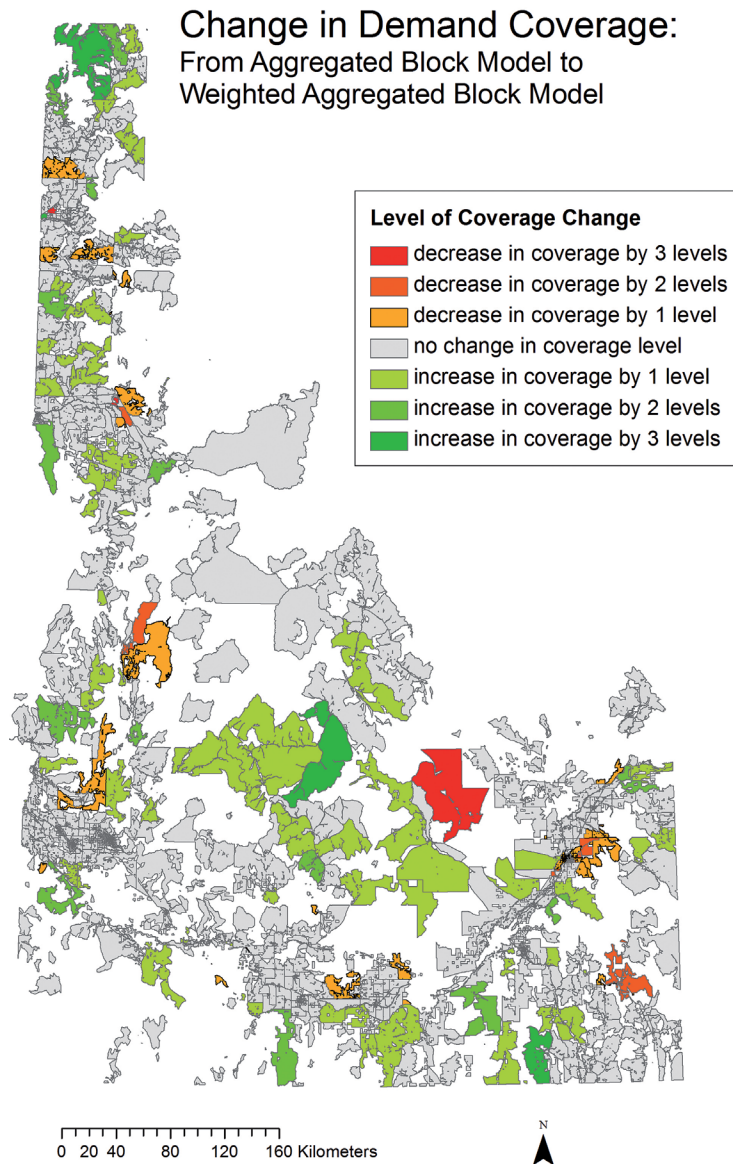 Change in Demand Coverage:
From Aggregated Block Model to
Weighted Aggregated Block Model
Level of Coverage Change
decrease in coverage by 3 levels
decrease in coverage by 2 levels
decrease in coverage by 1 level
no change in coverage level
increase in coverage by 1 level
increase in coverage by 2 levels
increase in coverage by 3 levels
0 20 40 80 120 160 Kilometers
N